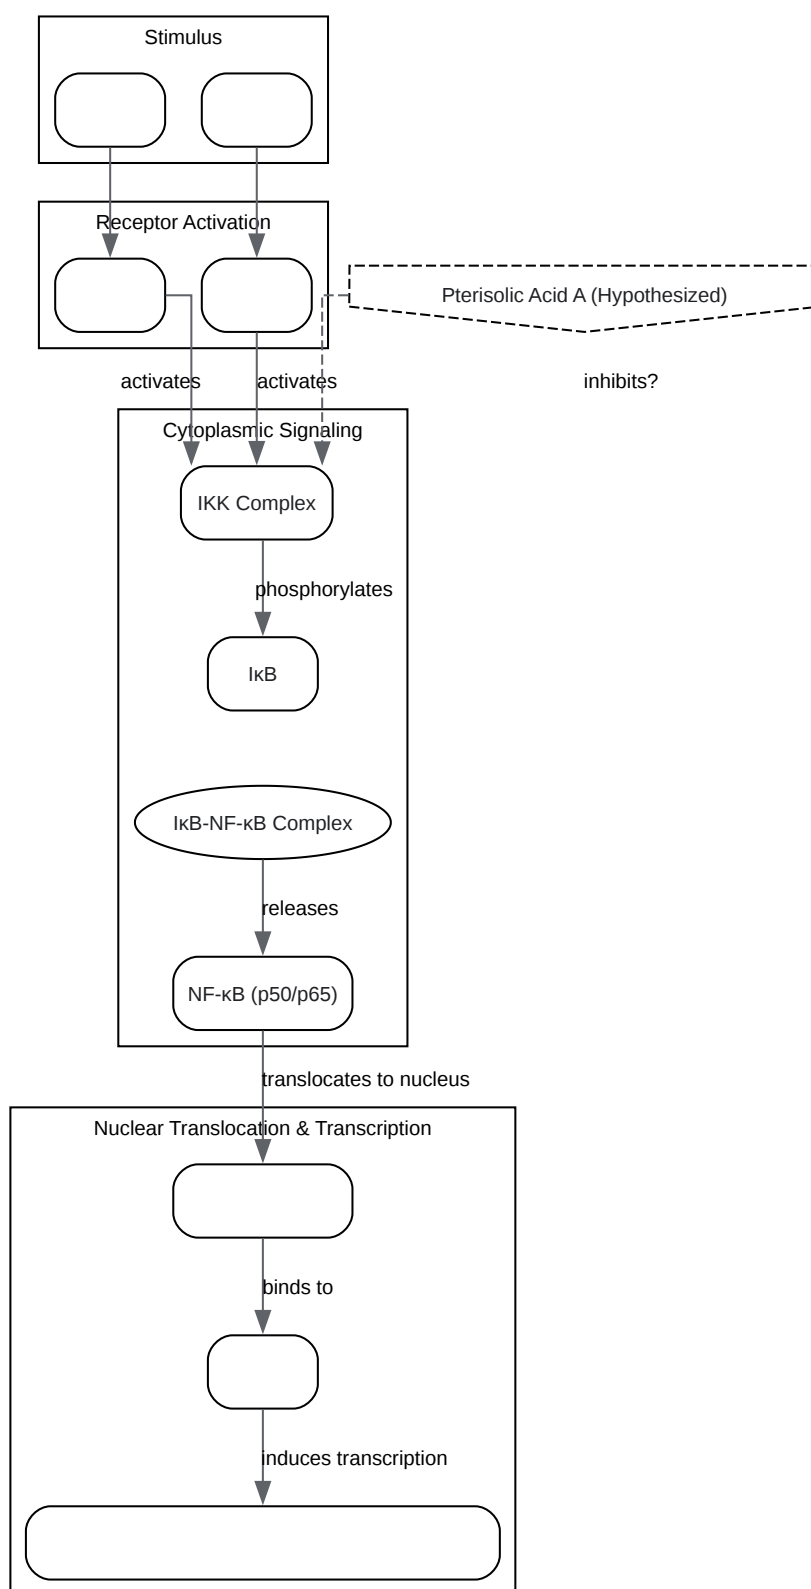 Stimulus
Receptor Activation
Pterisolic Acid A (Hypothesized)
activates
activates
inhibits?
Cytoplasmic Signaling
IKK Complex
phosphorylates
IκB
IκB-NF-κB Complex
releases
NF-κB (p50/p65)
translocates to nucleus
Nuclear Translocation & Transcription
binds to
induces transcription